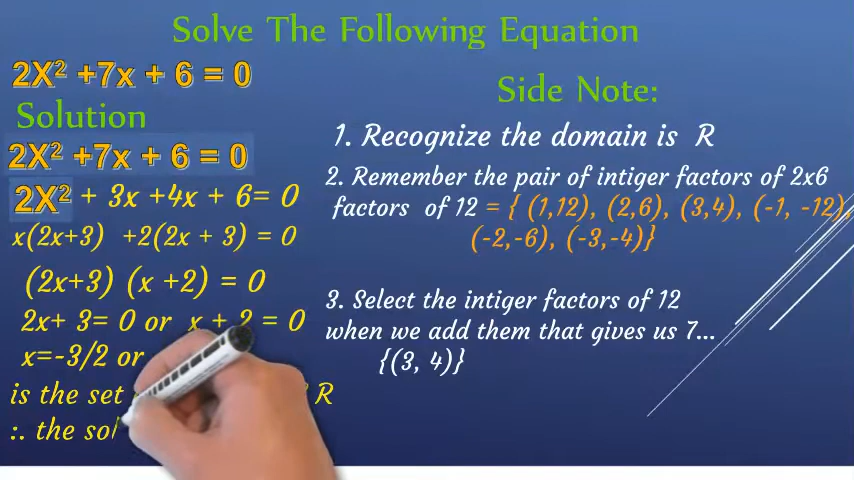 Solve The Following Equation
2X² +7x + 6 = 0
Solution
2X² +7x + 6 = 0
2X² + 3x +4x + 6= 0
x(2x+3) +2(2x + 3) = 0
(2x+3) (x +2) = 0
2x+ 3= 0 or x + 2 = 0
x=-3/2 or
is the set R
∴ the sol
Side Note:
1. Recognize the domain is R
2. Remember the pair of intiger factors of 2x6
factors of 12 = { (1,12), (2,6), (3,4), (-1, -12),
(-2,-6), (-3,-4)}
3. Select the intiger factors of 12
when we add them that gives us 7...
{(3, 4)}